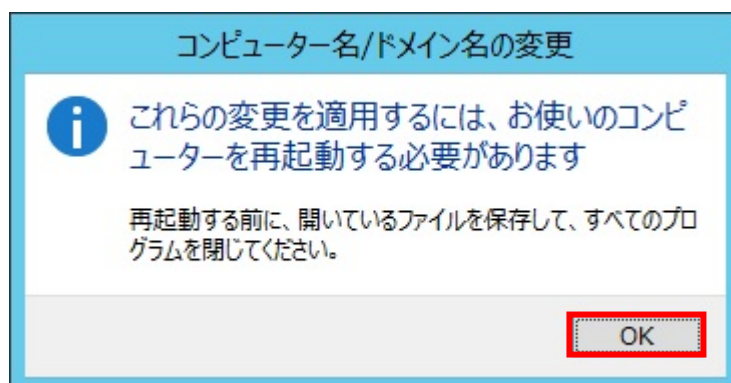 コンピューター名/ドメイン名の変更
これらの変更を適用するには、お使いのコンピ
ューターを再起動する必要があります
再起動する前に、開いているファイルを保存して、すべてのプロ
グラムを閉じてください。
OK